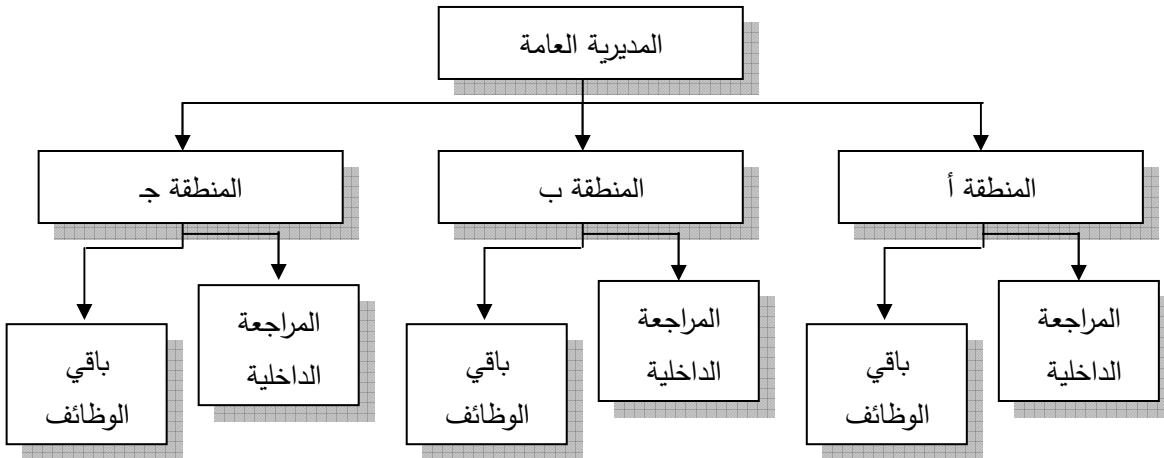 المديرية العامة
المنطقة أ
المنطقة ب
المنطقة جـ
المراجعة
الداخلية
باقي
الوظائف
المراجعة
الداخلية
باقي
الوظائف
المراجعة
الداخلية
باقي
الوظائف